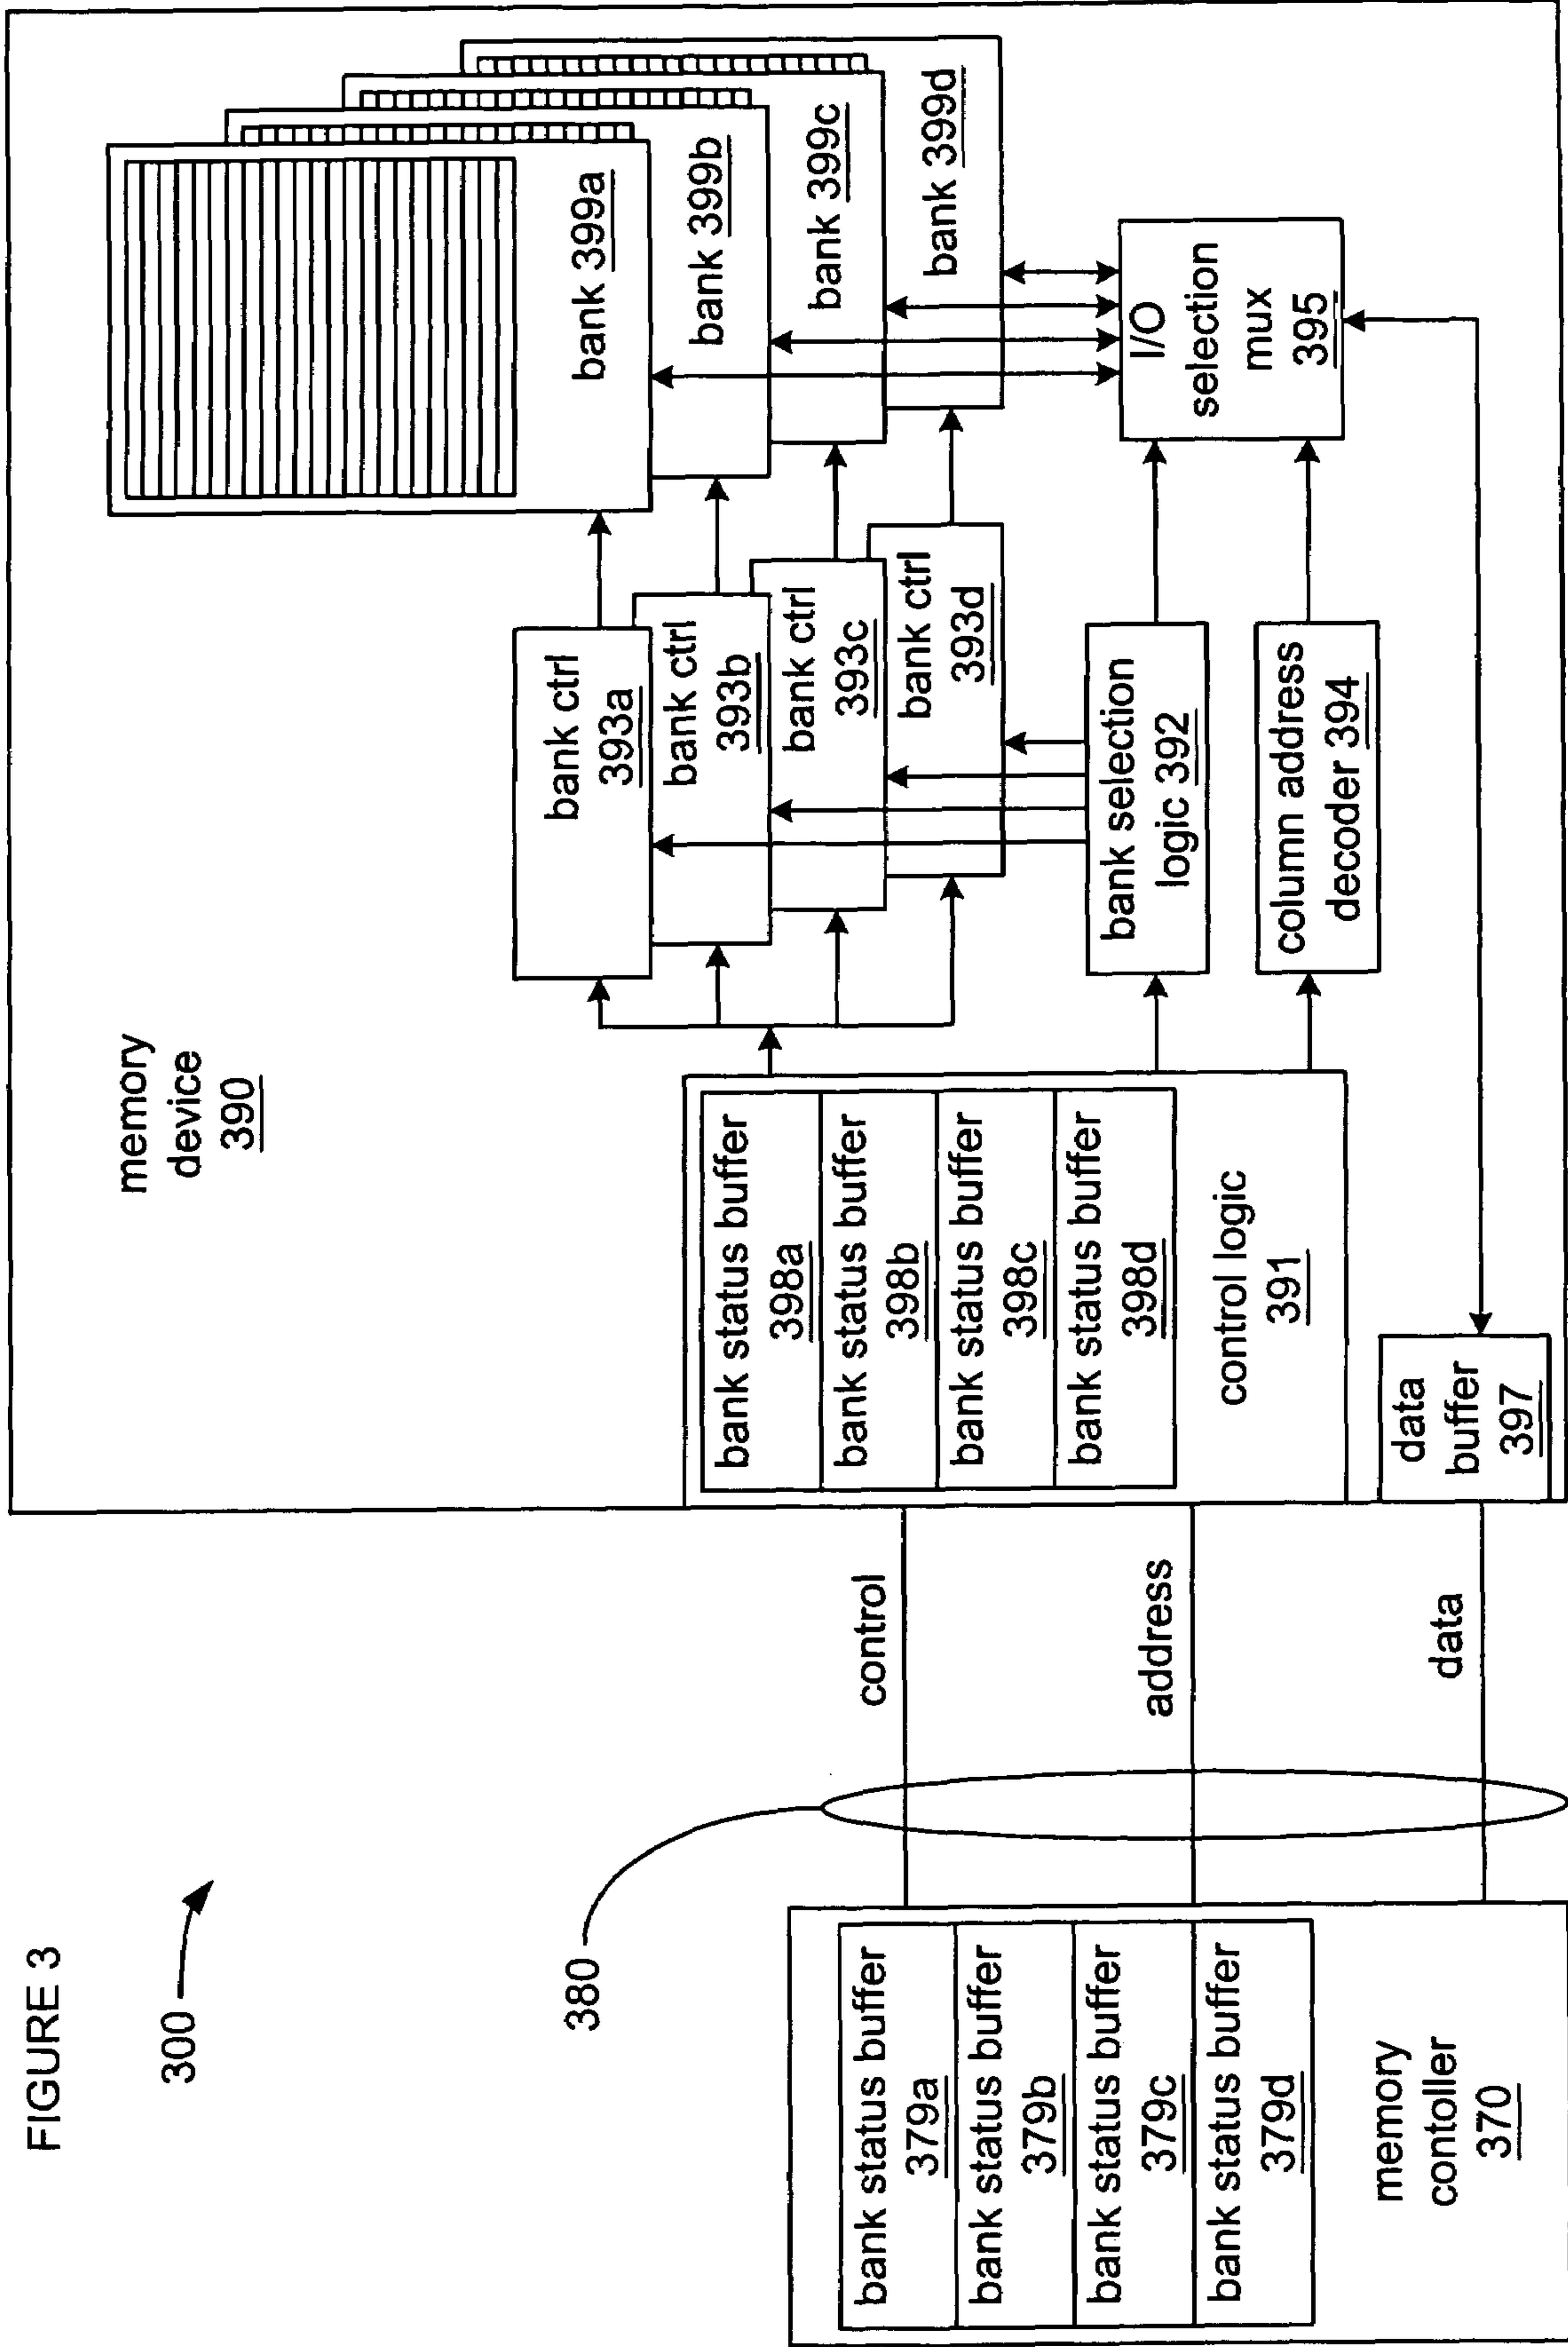 FIGURE 3
300
380
bank status buffer
379a
bank status buffer
379b
bank status buffer
379c
bank status buffer
379d
memory
contoller
370
control
address
data
memory
device
390
bank status buffer
398a
bank status buffer
398b
bank status buffer
398c
bank status buffer
398d
control logic
391
data
buffer
397
bank ctrl
393a
bank ctrl
393b
bank ctrl
393c
bank ctrl
393d
bank selection
logic 392
column address
decoder 394
bank 399a
bank 399b
bank 399c
bank 399d
I/O
selection
mux
395